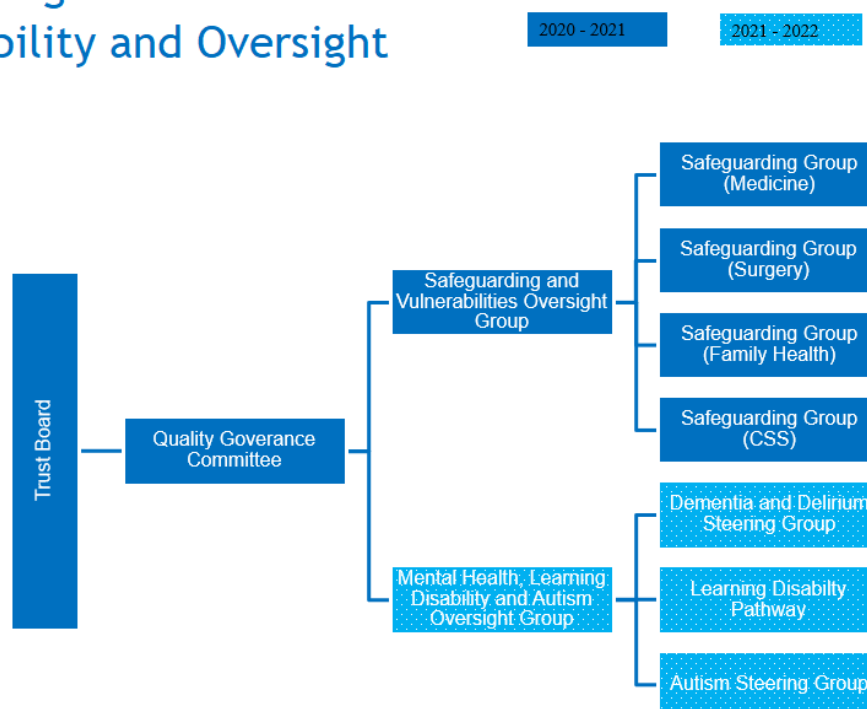 bility and Oversight
2020 - 2021
2021 - 2022
Safeguarding Group
(Medicine)
Safeguarding Group
(Surgery)
Safeguarding and
Vulnerabilities Oversight
Group
Safeguarding Group
(Family Health)
Safeguarding Group
(CSS)
Trust Board
Quality Goverance
Committee
Dementia and Delirium
Steering Group
Mental Health, Learning
Disability and Autism
Oversight Group
Learning Disabilty
Pathway
Autism Steering Group